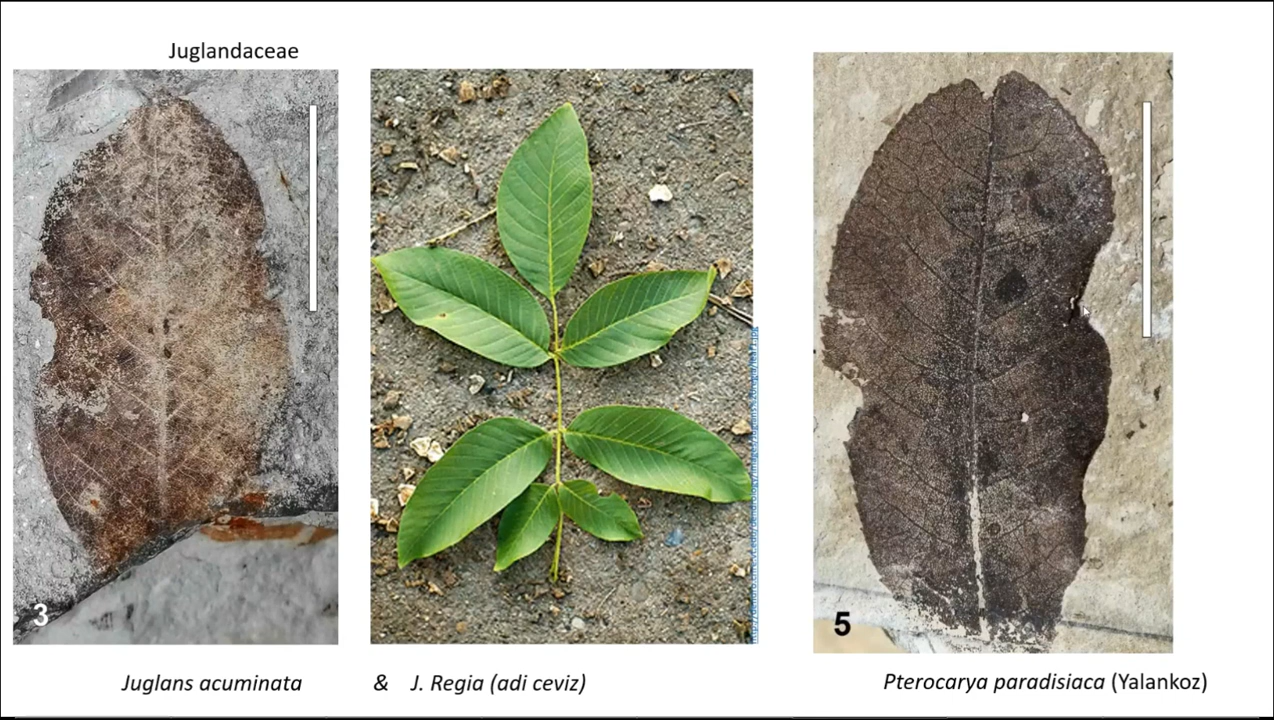 Juglandaceae
3
5
Juglans acuminata & J. Regia (adi ceviz)
Pterocarya paradisiaca (Yalankoz)